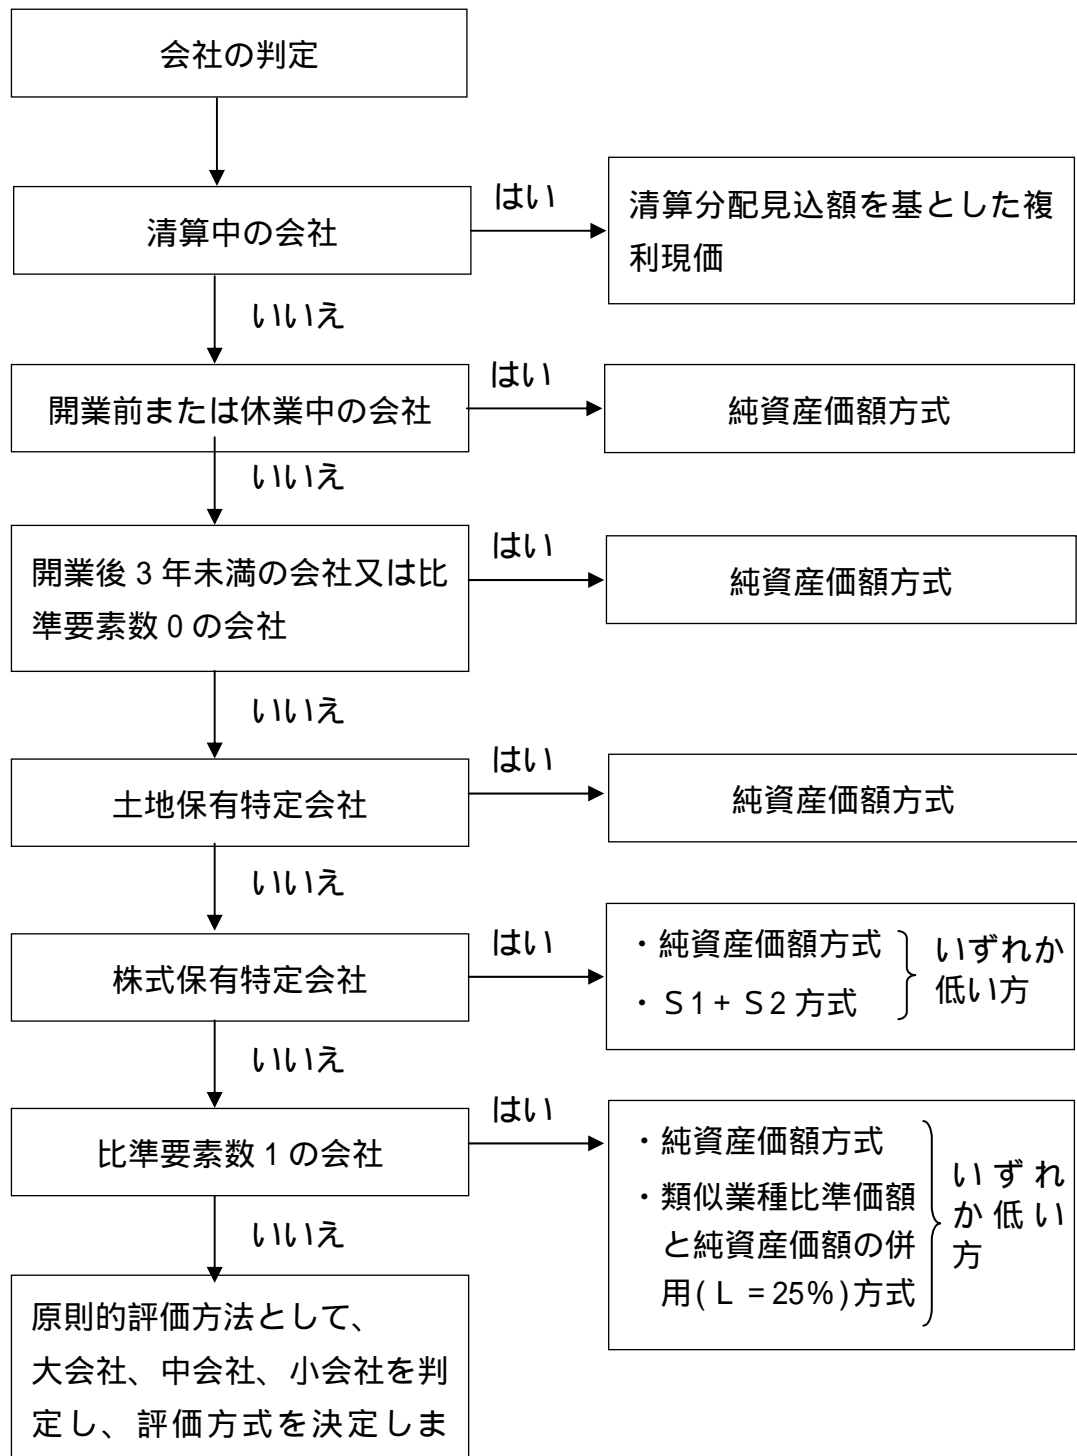 会社の判定
清算中の会社
はい
清算分配見込額を基とした複
利現価
いいえ
開業前または休業中の会社
はい
純資産価額方式
いいえ
開業後3年未満の会社又は比
準要素数0の会社
はい
純資産価額方式
いいえ
土地保有特定会社
はい
純資産価額方式
いいえ
株式保有特定会社
はい
・純資産価額方式
・S1+S2方式
いずれか
低い方
いいえ
比準要素数1の会社
はい
・純資産価額方式
・類似業種比準価額
と純資産価額の併
用(L=25%)方式
いずれ
か低い
方
いいえ
原則的評価方法として、
大会社、中会社、小会社を判
定し、評価方式を決定しま